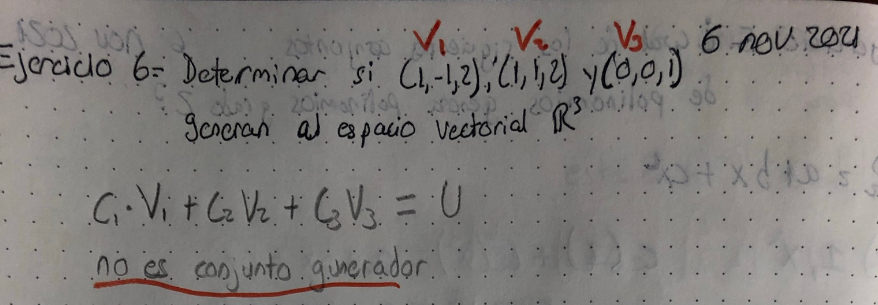 V₁ V₂ V₃ 6 nov 2021
Ejercicio 6= Determinar si (1,-1,2), (1,1,2) y (0,0,1)
generan al espacio vectorial ℝ³
C₁·V₁ + C₂V₂ + C₃V₃ = U
no es conjunto generador